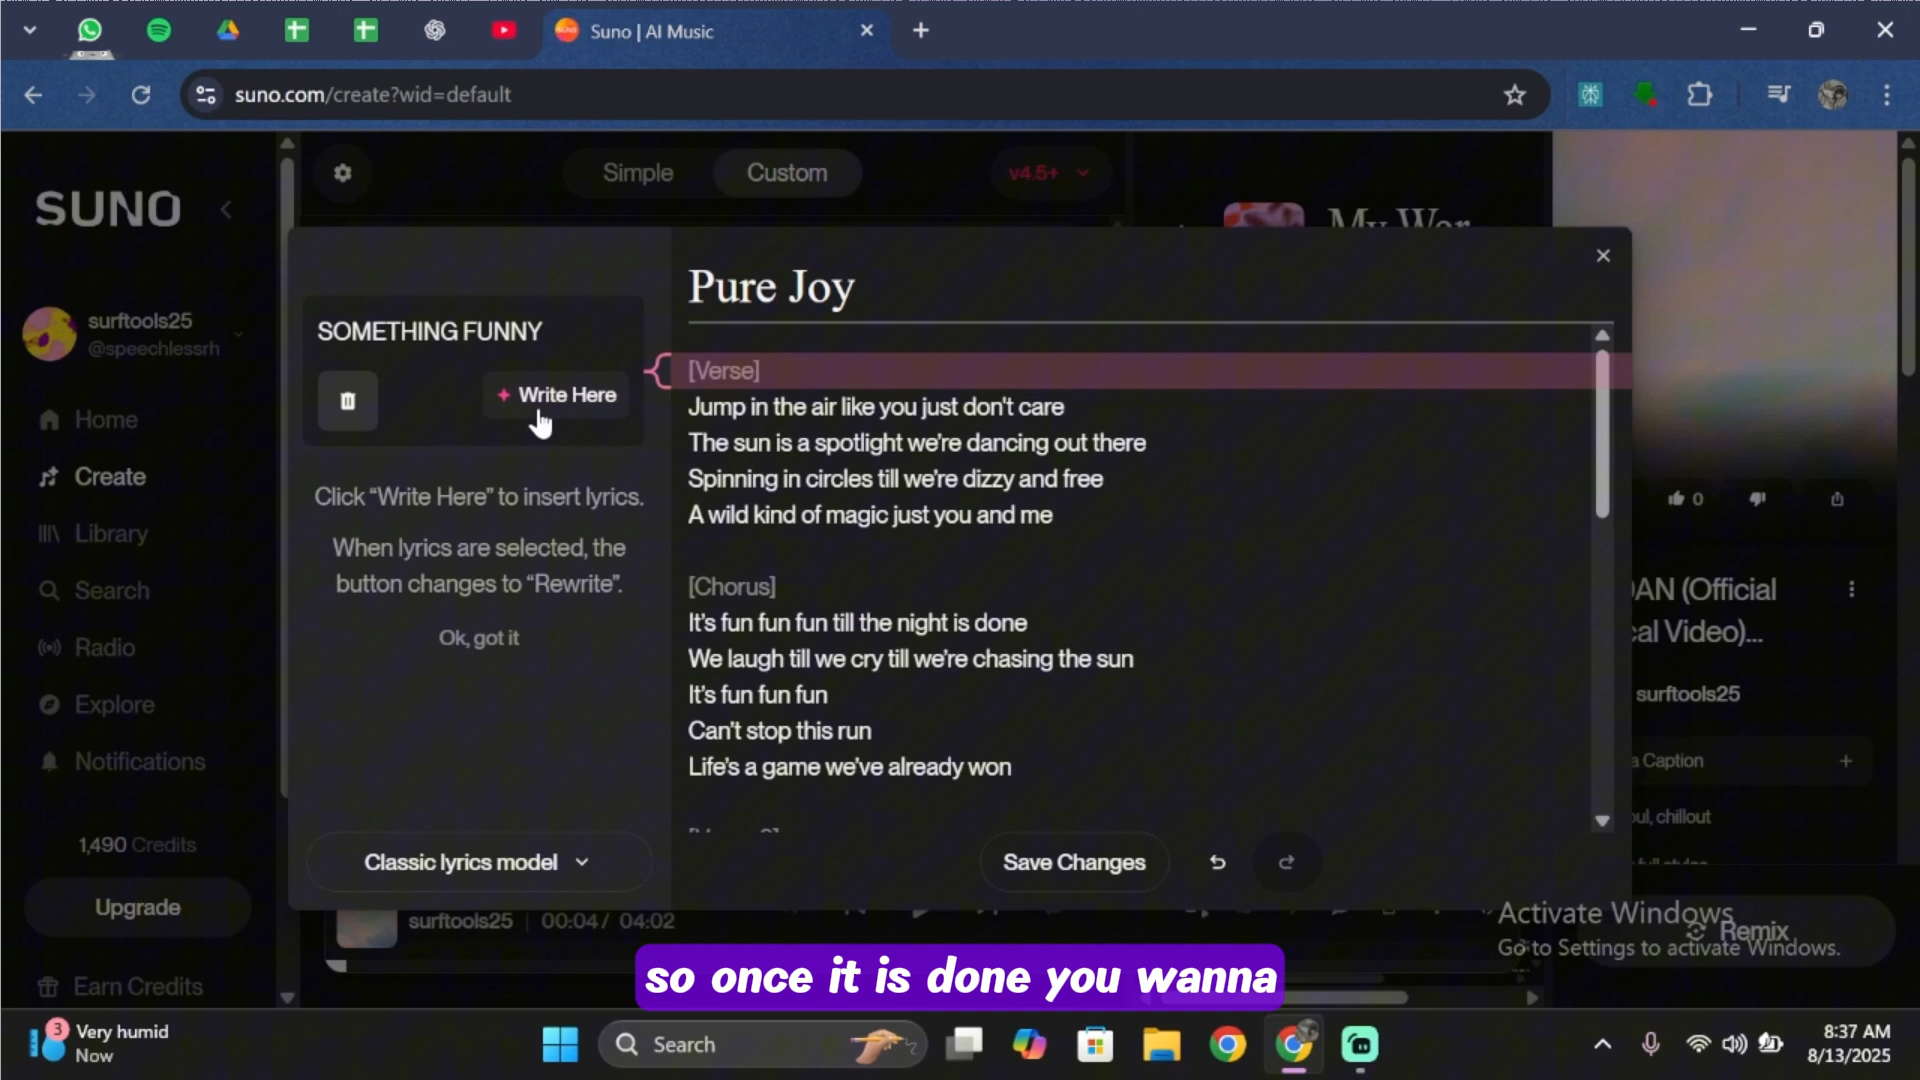 Suno | AI Music
suno.com/create?wid=default
SUNO
Simple
Custom
v4.5+
surftools25
@speechlessrh
Home
Create
Library
Search
Radio
Explore
Notifications
1,490 Credits
Upgrade
Earn Credits
SOMETHING FUNNY
Write Here
Click “Write Here” to insert lyrics.
When lyrics are selected, the
button changes to “Rewrite”.
Ok, got it
Classic lyrics model
Pure Joy
[Verse]
Jump in the air like you just don't care
The sun is a spotlight we're dancing out there
Spinning in circles till we're dizzy and free
A wild kind of magic just you and me
[Chorus]
It's fun fun fun till the night is done
We laugh till we cry till we're chasing the sun
It's fun fun fun
Can't stop this run
Life's a game we've already won
Save Changes
0
(Official
Video)...
surftools25
Caption
chillout
surftools25 | 00:04 / 04:02
Remix
Activate Windows
Go to Settings to activate Windows.
so once it is done you wanna
3
Very humid
Now
Search
8:37 AM
8/13/2025